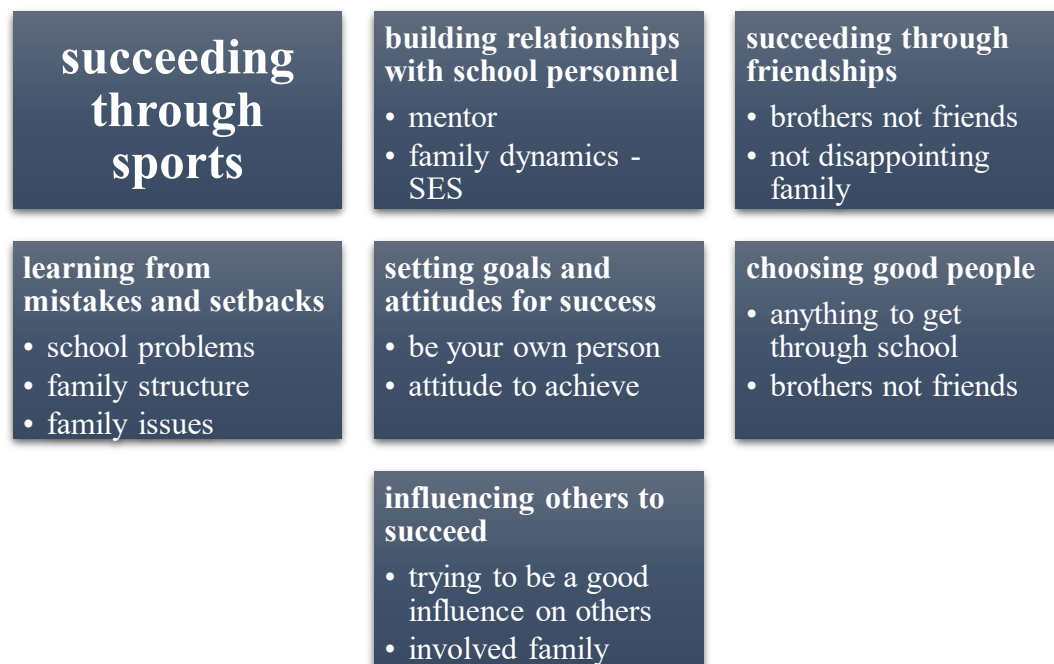 succeeding
through
sports
building relationships
with school personnel
• mentor
• family dynamics -
SES
succeeding through
friendships
• brothers not friends
• not disappointing
family
learning from
mistakes and setbacks
• school problems
• family structure
• family issues
setting goals and
attitudes for success
• be your own person
• attitude to achieve
choosing good people
• anything to get
through school
• brothers not friends
influencing others to
succeed
• trying to be a good
influence on others
• involved family